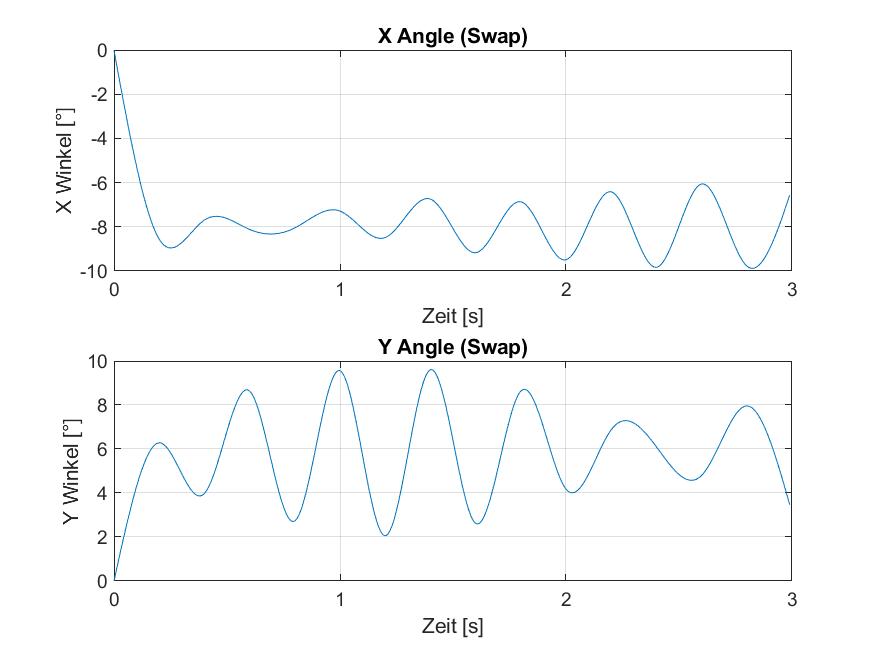 X Angle (Swap)
X Winkel [°]
0
-2
-4
-6
-8
-10
0 1 2 3
Zeit [s]
Y Angle (Swap)
Y Winkel [°]
10
8
6
4
2
0
0 1 2 3
Zeit [s]